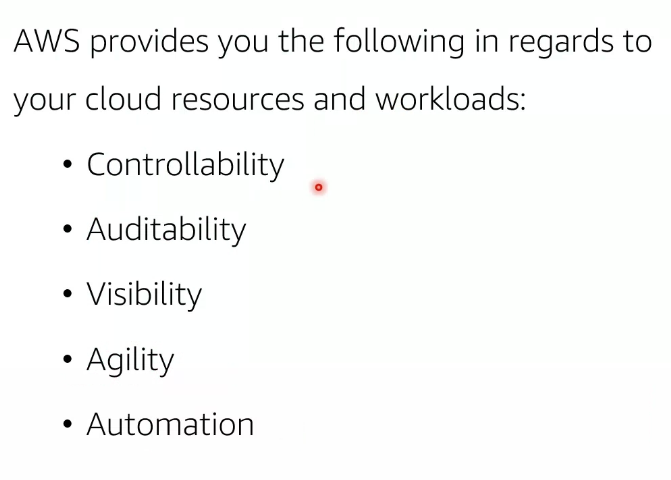 AWS provides you the following in regards to
your cloud resources and workloads:
• Controllability
• Auditability
• Visibility
• Agility
• Automation